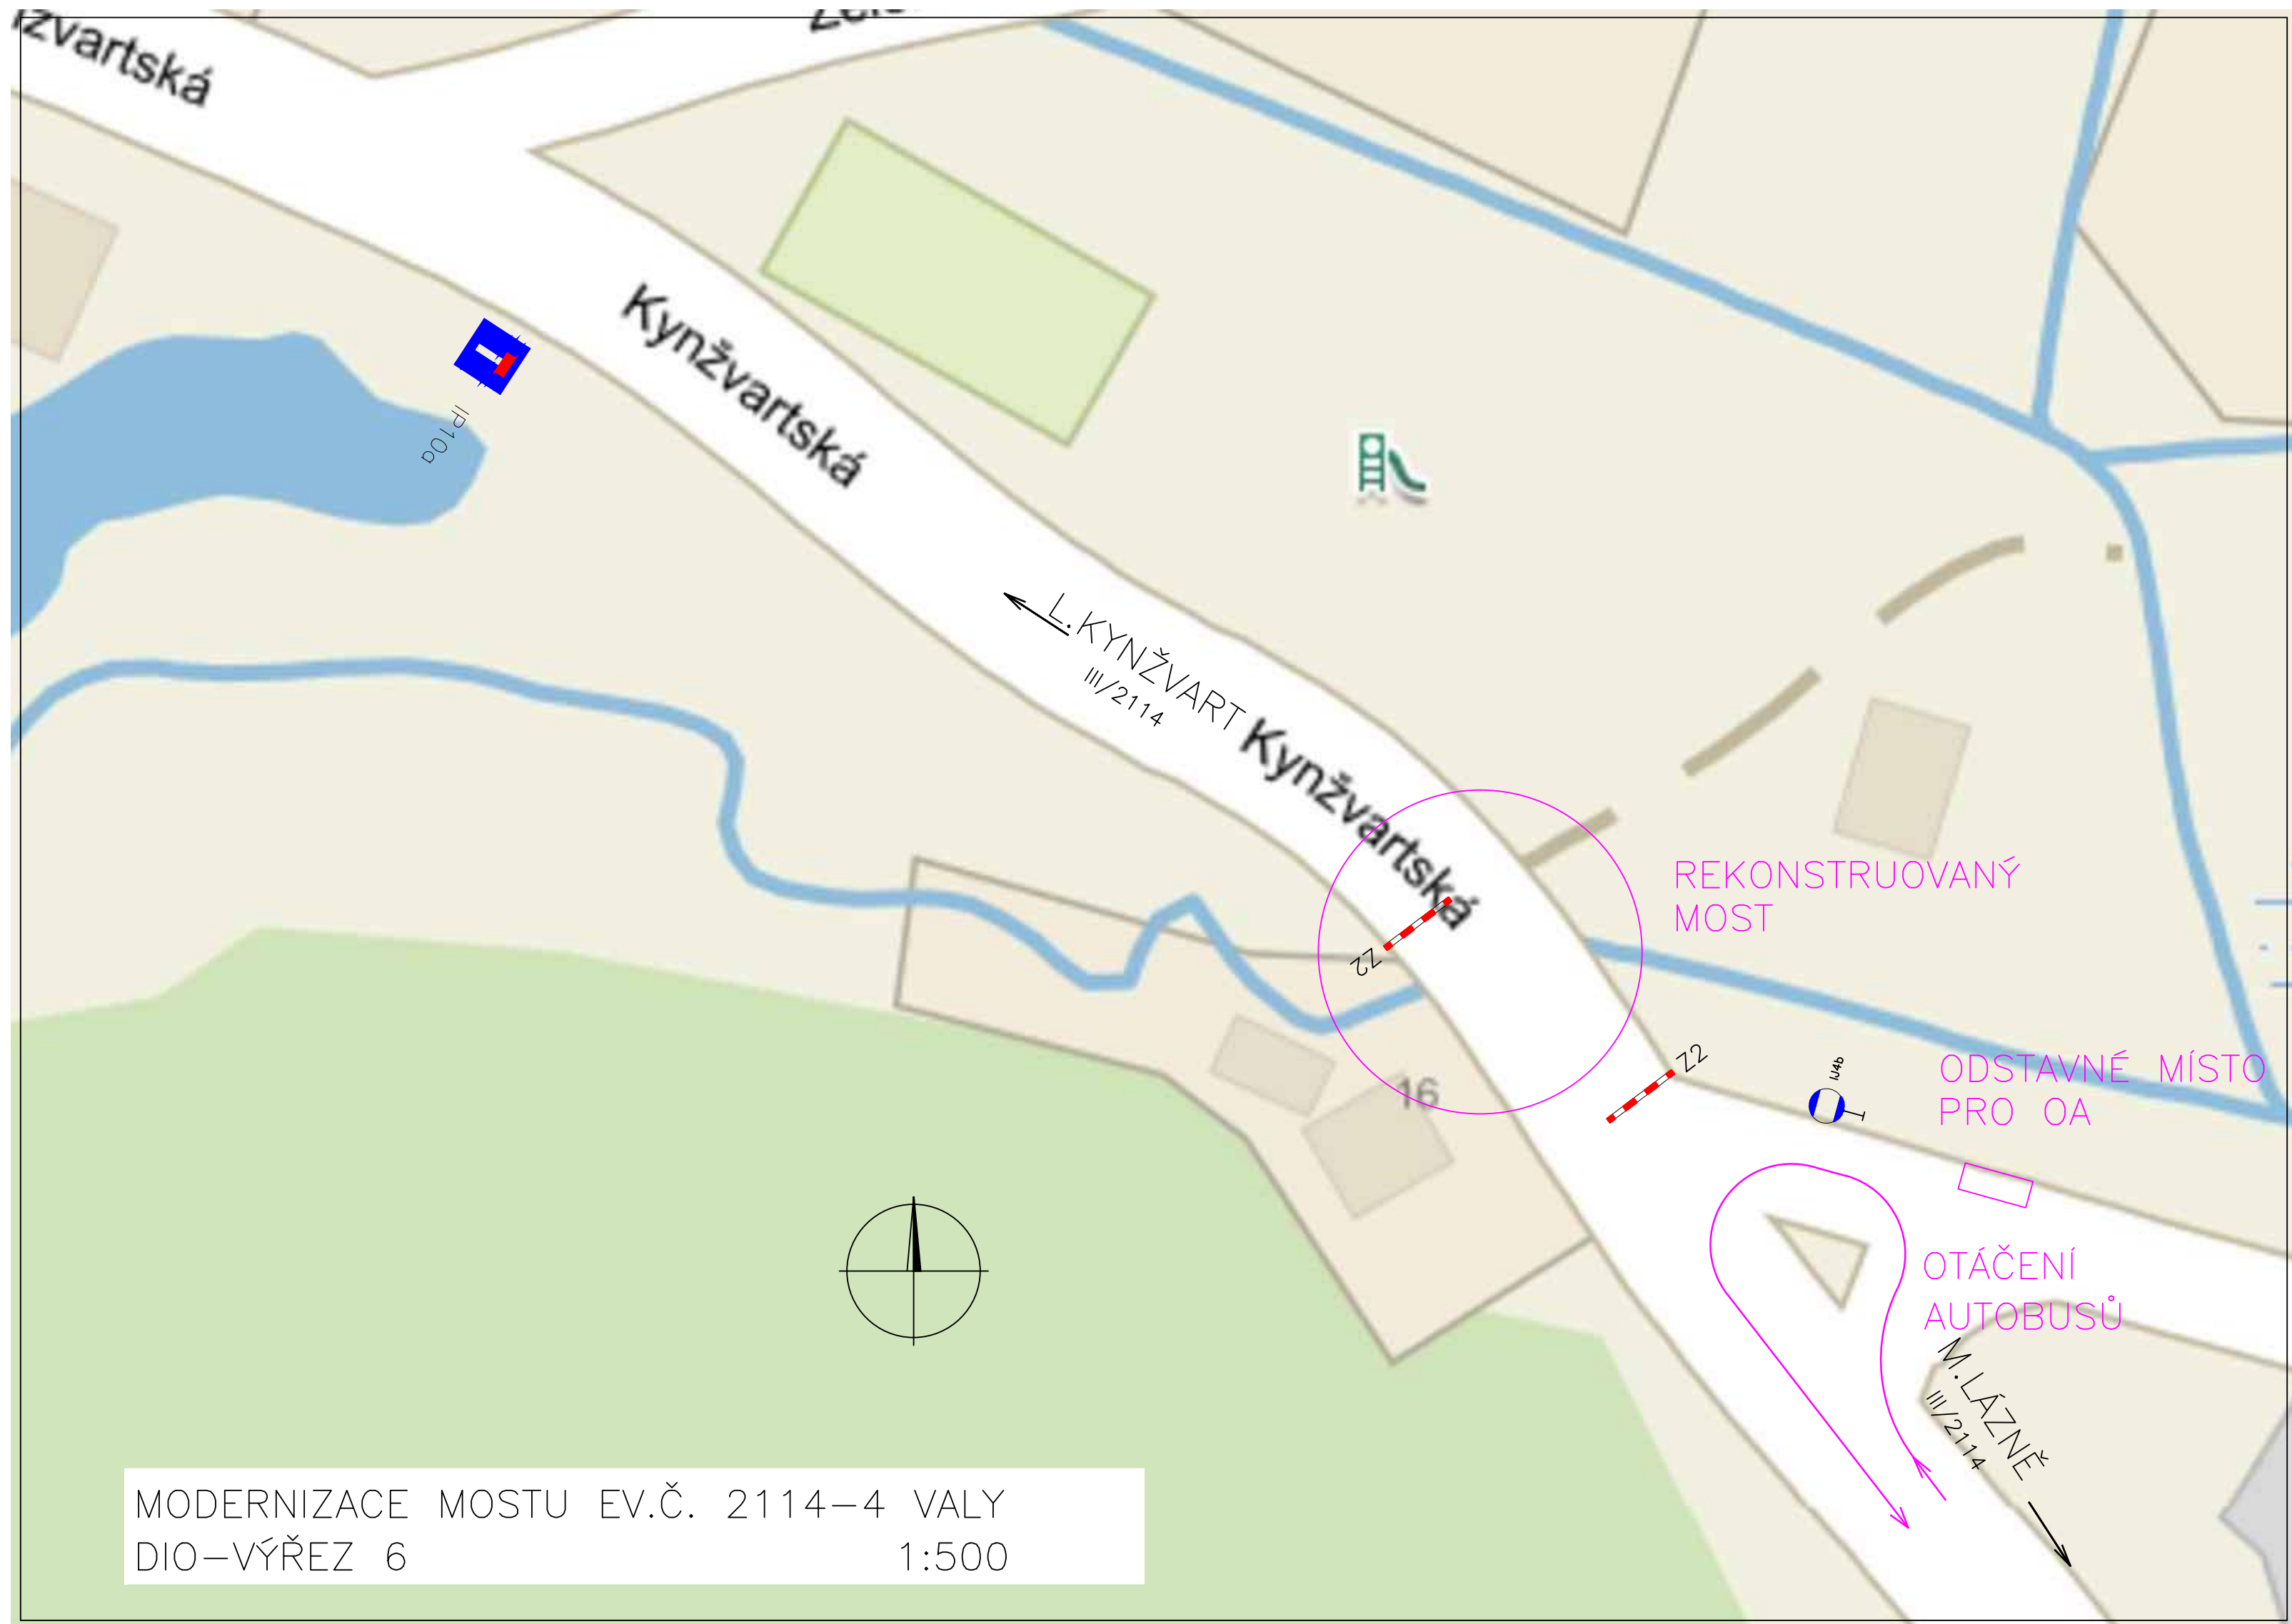 Kynžvartská
IP10a
L.KYNŽVART
III/2114
Kynžvartská
REKONSTRUOVANÝ
MOST
Z2
Z2
IJ4b
ODSTAVNÉ MÍSTO
PRO OA
16
OTÁČENÍ
AUTOBUSŮ
M.LÁZNĚ
III/2114
MODERNIZACE MOSTU EV.Č. 2114-4 VALY
DIO-VÝŘEZ 6 1:500